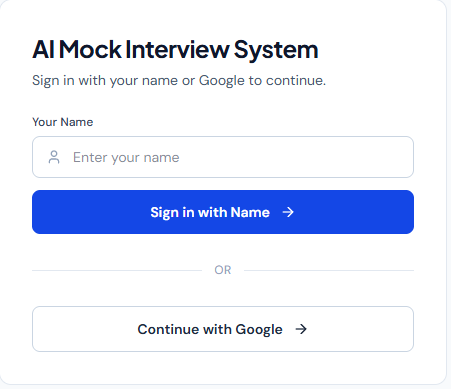 AI Mock Interview System
Sign in with your name or Google to continue.
Your Name
Enter your name
Sign in with Name →
OR
Continue with Google →